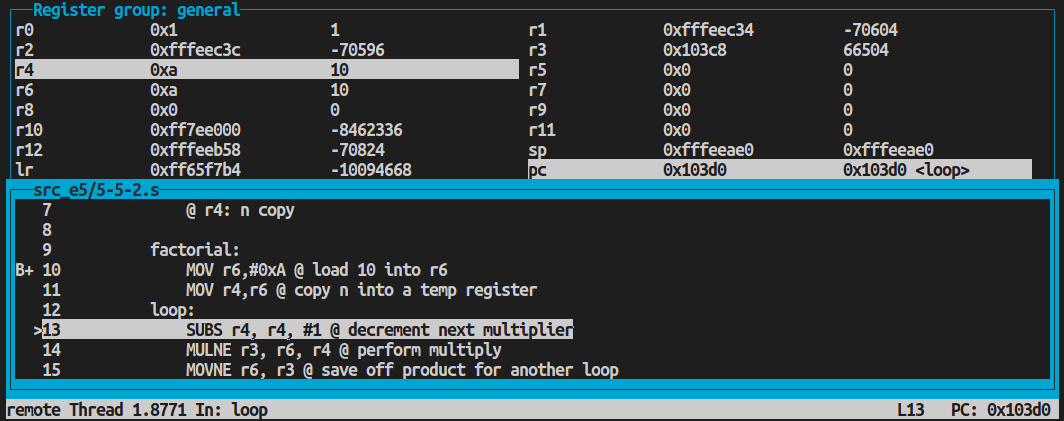 Register group: general
r0 0x1 1 r1 0xfffeec34 -70604
r2 0xfffeec3c -70596 r3 0x103c8 66504
r4 0xa 10 r5 0x0 0
r6 0xa 10 r7 0x0 0
r8 0x0 0 r9 0x0 0
r10 0xff7ee000 -8462336 r11 0x0 0
r12 0xfffeeb58 -70824 sp 0xfffeeae0 0xfffeeae0
lr 0xff65f7b4 -10094668 pc 0x103d0 0x103d0 <loop>
src_e5/5-5-2.s
7 @ r4: n copy
8
9 factorial:
B+ 10 MOV r6,#0xA @ load 10 into r6
11 MOV r4,r6 @ copy n into a temp register
12 loop:
>13 SUBS r4, r4, #1 @ decrement next multiplier
14 MULNE r3, r6, r4 @ perform multiply
15 MOVNE r6, r3 @ save off product for another loop
remote Thread 1.8771 In: loop L13 PC: 0x103d0